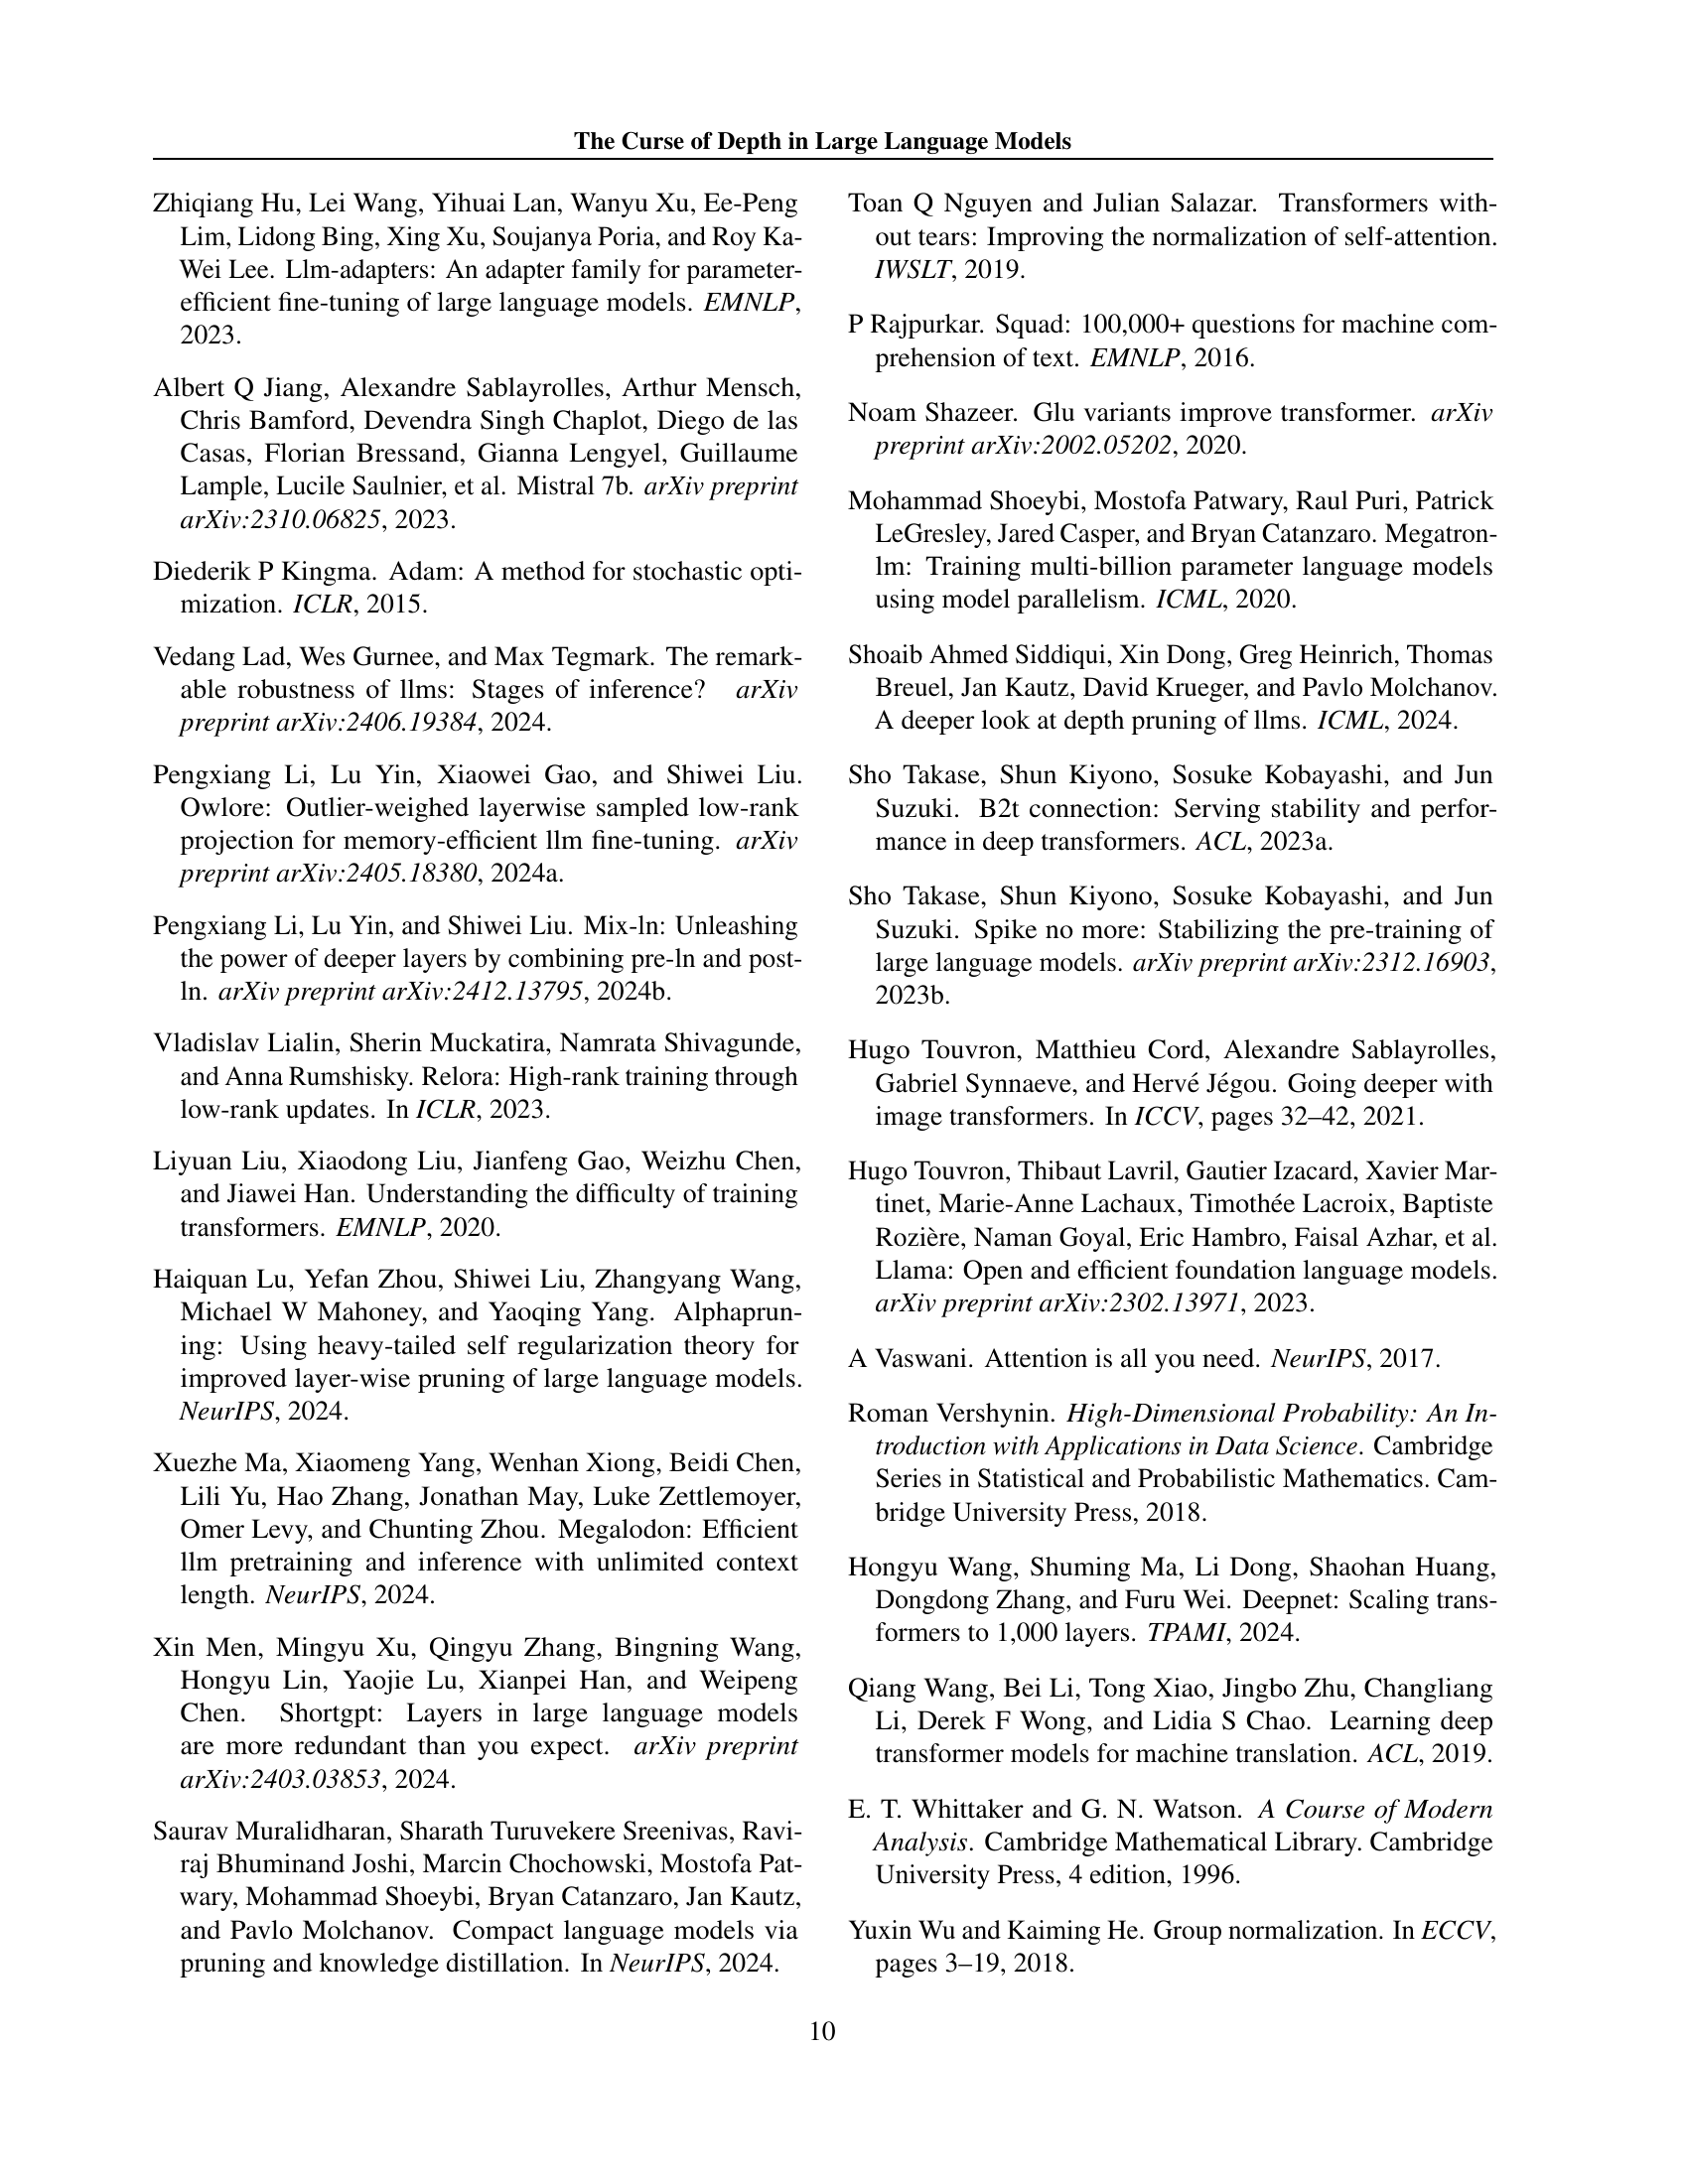 The Curse of Depth in Large Language Models
Zhiqiang Hu, Lei Wang, Yihuai Lan, Wanyu Xu, Ee-Peng
Lim, Lidong Bing, Xing Xu, Soujanya Poria, and Roy Ka-
Wei Lee. Llm-adapters: An adapter family for parameter-
efficient fine-tuning of large language models. EMNLP,
2023.
Albert Q Jiang, Alexandre Sablayrolles, Arthur Mensch,
Chris Bamford, Devendra Singh Chaplot, Diego de las
Casas, Florian Bressand, Gianna Lengyel, Guillaume
Lample, Lucile Saulnier, et al. Mistral 7b. arXiv preprint
arXiv:2310.06825, 2023.
Diederik P Kingma. Adam: A method for stochastic opti-
mization. ICLR, 2015.
Vedang Lad, Wes Gurnee, and Max Tegmark. The remark-
able robustness of llms: Stages of inference? arXiv
preprint arXiv:2406.19384, 2024.
Pengxiang Li, Lu Yin, Xiaowei Gao, and Shiwei Liu.
Owlore: Outlier-weighed layerwise sampled low-rank
projection for memory-efficient llm fine-tuning. arXiv
preprint arXiv:2405.18380, 2024a.
Pengxiang Li, Lu Yin, and Shiwei Liu. Mix-ln: Unleashing
the power of deeper layers by combining pre-ln and post-
ln. arXiv preprint arXiv:2412.13795, 2024b.
Vladislav Lialin, Sherin Muckatira, Namrata Shivagunde,
and Anna Rumshisky. Relora: High-rank training through
low-rank updates. In ICLR, 2023.
Liyuan Liu, Xiaodong Liu, Jianfeng Gao, Weizhu Chen,
and Jiawei Han. Understanding the difficulty of training
transformers. EMNLP, 2020.
Haiquan Lu, Yefan Zhou, Shiwei Liu, Zhangyang Wang,
Michael W Mahoney, and Yaoqing Yang. Alphaprun-
ing: Using heavy-tailed self regularization theory for
improved layer-wise pruning of large language models.
NeurIPS, 2024.
Xuezhe Ma, Xiaomeng Yang, Wenhan Xiong, Beidi Chen,
Lili Yu, Hao Zhang, Jonathan May, Luke Zettlemoyer,
Omer Levy, and Chunting Zhou. Megalodon: Efficient
llm pretraining and inference with unlimited context
length. NeurIPS, 2024.
Xin Men, Mingyu Xu, Qingyu Zhang, Bingning Wang,
Hongyu Lin, Yaojie Lu, Xianpei Han, and Weipeng
Chen. Shortgpt: Layers in large language models
are more redundant than you expect. arXiv preprint
arXiv:2403.03853, 2024.
Saurav Muralidharan, Sharath Turuvekere Sreenivas, Ravi-
raj Bhuminand Joshi, Marcin Chochowski, Mostofa Pat-
wary, Mohammad Shoeybi, Bryan Catanzaro, Jan Kautz,
and Pavlo Molchanov. Compact language models via
pruning and knowledge distillation. In NeurIPS, 2024.
Toan Q Nguyen and Julian Salazar. Transformers with-
out tears: Improving the normalization of self-attention.
IWSLT, 2019.
P Rajpurkar. Squad: 100,000+ questions for machine com-
prehension of text. EMNLP, 2016.
Noam Shazeer. Glu variants improve transformer. arXiv
preprint arXiv:2002.05202, 2020.
Mohammad Shoeybi, Mostofa Patwary, Raul Puri, Patrick
LeGresley, Jared Casper, and Bryan Catanzaro. Megatron-
lm: Training multi-billion parameter language models
using model parallelism. ICML, 2020.
Shoaib Ahmed Siddiqui, Xin Dong, Greg Heinrich, Thomas
Breuel, Jan Kautz, David Krueger, and Pavlo Molchanov.
A deeper look at depth pruning of llms. ICML, 2024.
Sho Takase, Shun Kiyono, Sosuke Kobayashi, and Jun
Suzuki. B2t connection: Serving stability and perfor-
mance in deep transformers. ACL, 2023a.
Sho Takase, Shun Kiyono, Sosuke Kobayashi, and Jun
Suzuki. Spike no more: Stabilizing the pre-training of
large language models. arXiv preprint arXiv:2312.16903,
2023b.
Hugo Touvron, Matthieu Cord, Alexandre Sablayrolles,
Gabriel Synnaeve, and Hervé Jégou. Going deeper with
image transformers. In ICCV, pages 32–42, 2021.
Hugo Touvron, Thibaut Lavril, Gautier Izacard, Xavier Mar-
tinet, Marie-Anne Lachaux, Timothée Lacroix, Baptiste
Rozière, Naman Goyal, Eric Hambro, Faisal Azhar, et al.
Llama: Open and efficient foundation language models.
arXiv preprint arXiv:2302.13971, 2023.
A Vaswani. Attention is all you need. NeurIPS, 2017.
Roman Vershynin. High-Dimensional Probability: An In-
troduction with Applications in Data Science. Cambridge
Series in Statistical and Probabilistic Mathematics. Cam-
bridge University Press, 2018.
Hongyu Wang, Shuming Ma, Li Dong, Shaohan Huang,
Dongdong Zhang, and Furu Wei. Deepnet: Scaling trans-
formers to 1,000 layers. TPAMI, 2024.
Qiang Wang, Bei Li, Tong Xiao, Jingbo Zhu, Changliang
Li, Derek F Wong, and Lidia S Chao. Learning deep
transformer models for machine translation. ACL, 2019.
E. T. Whittaker and G. N. Watson. A Course of Modern
Analysis. Cambridge Mathematical Library. Cambridge
University Press, 4 edition, 1996.
Yuxin Wu and Kaiming He. Group normalization. In ECCV,
pages 3–19, 2018.
10